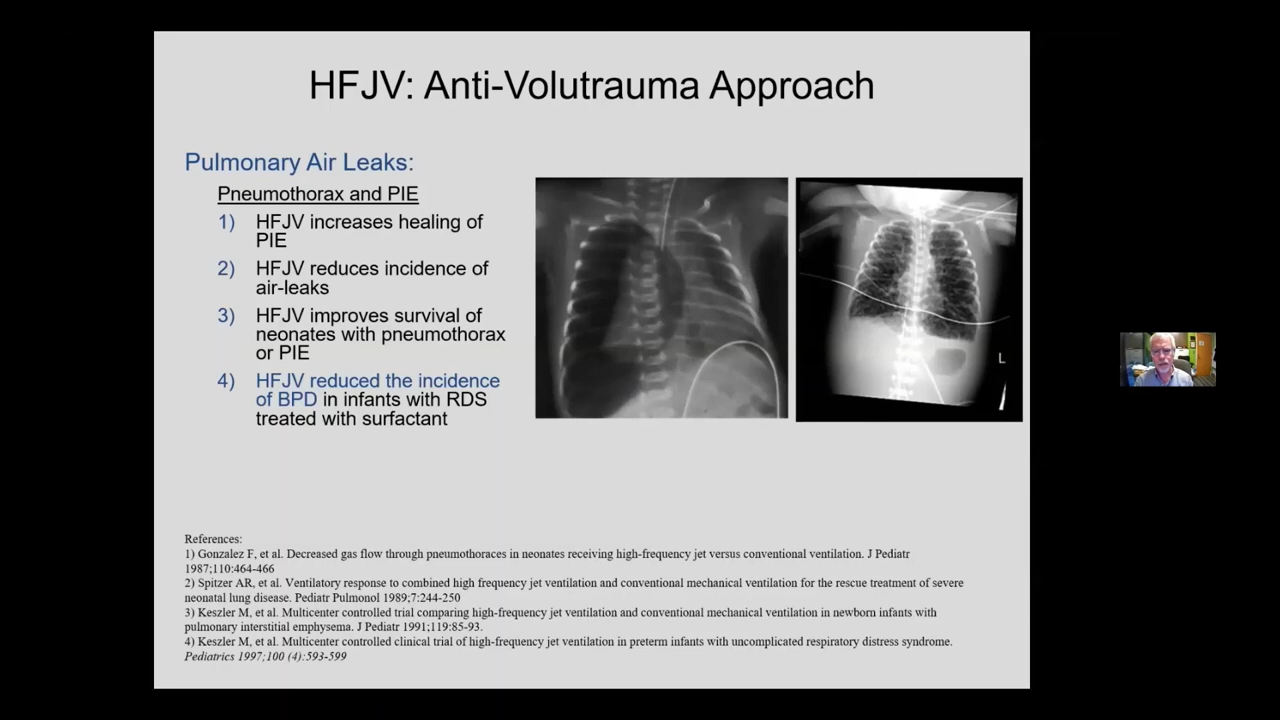 HFJV: Anti-Volutrauma Approach
Pulmonary Air Leaks:
Pneumothorax and PIE
1) HFJV increases healing of
PIE
2) HFJV reduces incidence of
air-leaks
3) HFJV improves survival of
neonates with pneumothorax
or PIE
4) HFJV reduced the incidence
of BPD in infants with RDS
treated with surfactant
L
References:
1) Gonzalez F, et al. Decreased gas flow through pneumothoraces in neonates receiving high-frequency jet versus conventional ventilation. J Pediatr
1987;110:464-466
2) Spitzer AR, et al. Ventilatory response to combined high frequency jet ventilation and conventional mechanical ventilation for the rescue treatment of severe
neonatal lung disease. Pediatr Pulmonol 1989;7:244-250
3) Keszler M, et al. Multicenter controlled trial comparing high-frequency jet ventilation and conventional mechanical ventilation in newborn infants with
pulmonary interstitial emphysema. J Pediatr 1991;119:85-93.
4) Keszler M, et al. Multicenter controlled clinical trial of high-frequency jet ventilation in preterm infants with uncomplicated respiratory distress syndrome.
Pediatrics 1997;100 (4):593-599